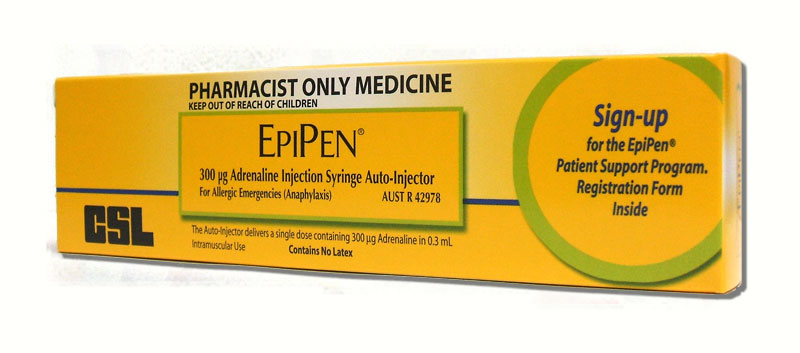 PHARMACIST ONLY MEDICINE
KEEP OUT OF REACH OF CHILDREN
EPIPEN®
300 µg Adrenaline Injection Syringe Auto-Injector
For Allergic Emergencies (Anaphylaxis) AUST R 42978
CSL
The Auto-Injector delivers a single dose containing 300 µg Adrenaline in 0.3 mL
Intramuscular Use Contains No Latex
Sign-up
for the EpiPen®
Patient Support Program.
Registration Form
Inside